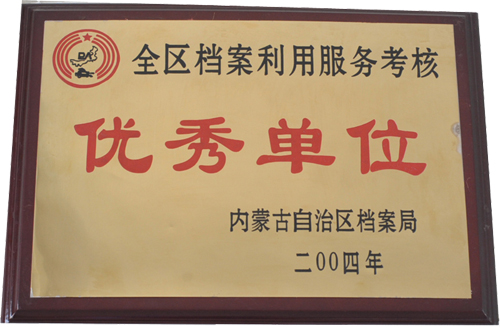 全区档案利用服务考核
优秀单位
内蒙古自治区档案局
二00四年